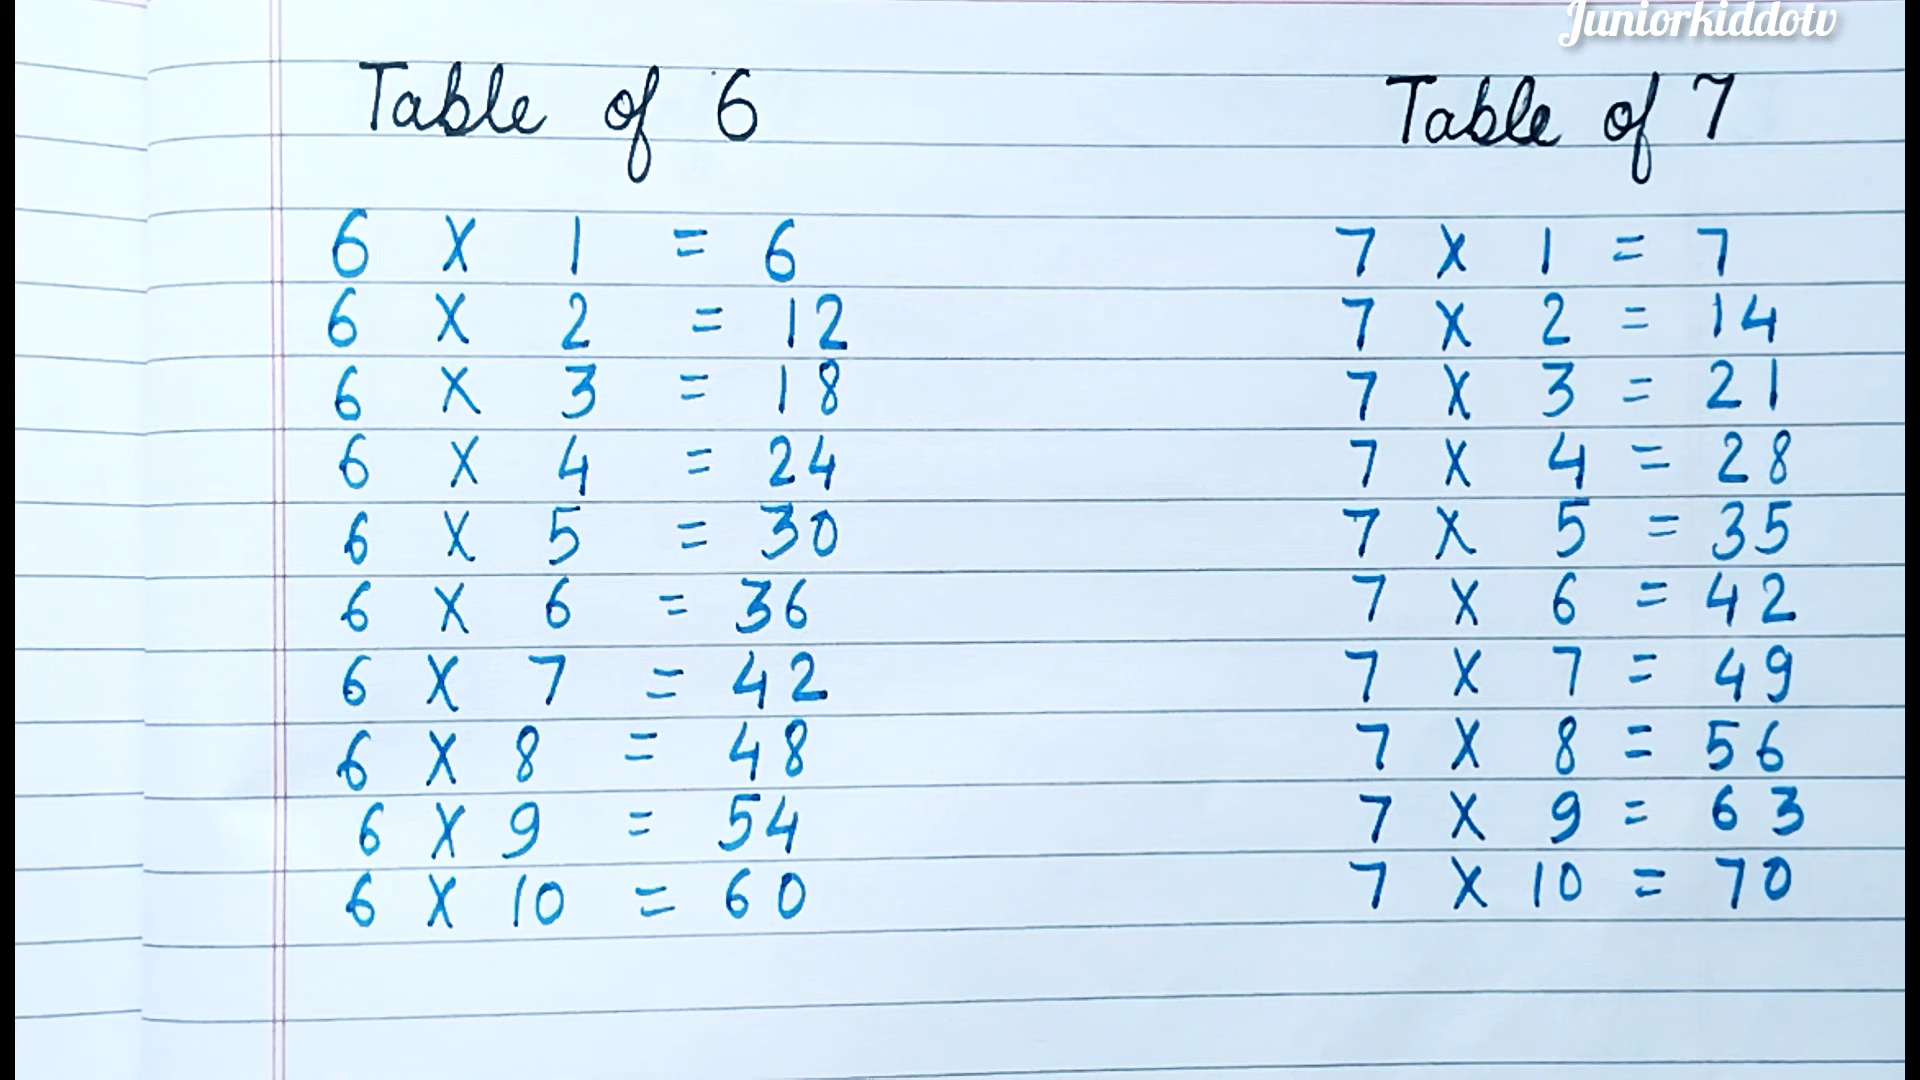 Juniorkiddotv
Table of 6
6 X 1 = 6
6 X 2 = 12
6 X 3 = 18
6 X 4 = 24
6 X 5 = 30
6 X 6 = 36
6 X 7 = 42
6 X 8 = 48
6 X 9 = 54
6 X 10 = 60
Table of 7
7 X 1 = 7
7 X 2 = 14
7 X 3 = 21
7 X 4 = 28
7 X 5 = 35
7 X 6 = 42
7 X 7 = 49
7 X 8 = 56
7 X 9 = 63
7 X 10 = 70